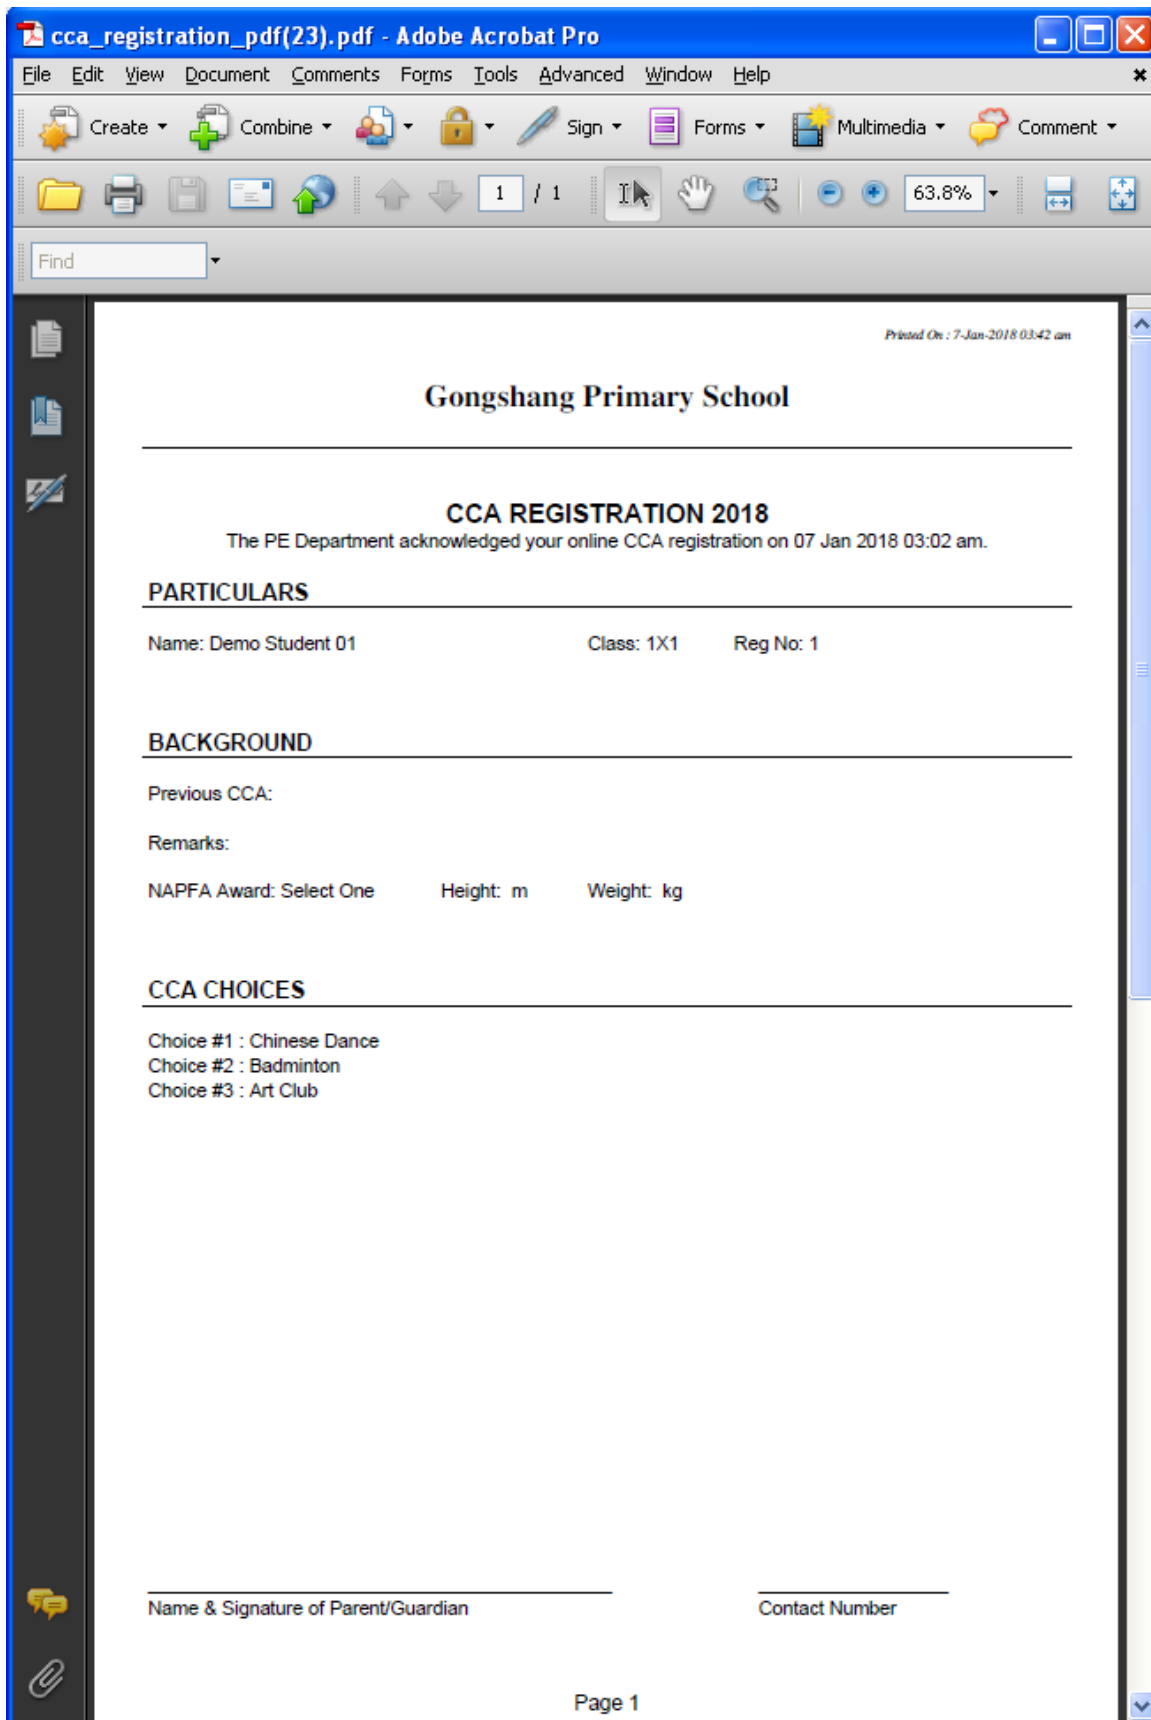 cca_registration_pdf(23).pdf - Adobe Acrobat Pro
File Edit View Document Comments Forms Tools Advanced Window Help
Create Combine Sign Forms Multimedia Comment
1 / 1 63.8%
Find
Printed On : 7-Jan-2018 03:42 am
Gongshang Primary School
CCA REGISTRATION 2018
The PE Department acknowledged your online CCA registration on 07 Jan 2018 03:02 am.
PARTICULARS
Name: Demo Student 01 Class: 1X1 Reg No: 1
BACKGROUND
Previous CCA:
Remarks:
NAPFA Award: Select One Height: m Weight: kg
CCA CHOICES
Choice #1 : Chinese Dance
Choice #2 : Badminton
Choice #3 : Art Club
Name & Signature of Parent/Guardian Contact Number
Page 1